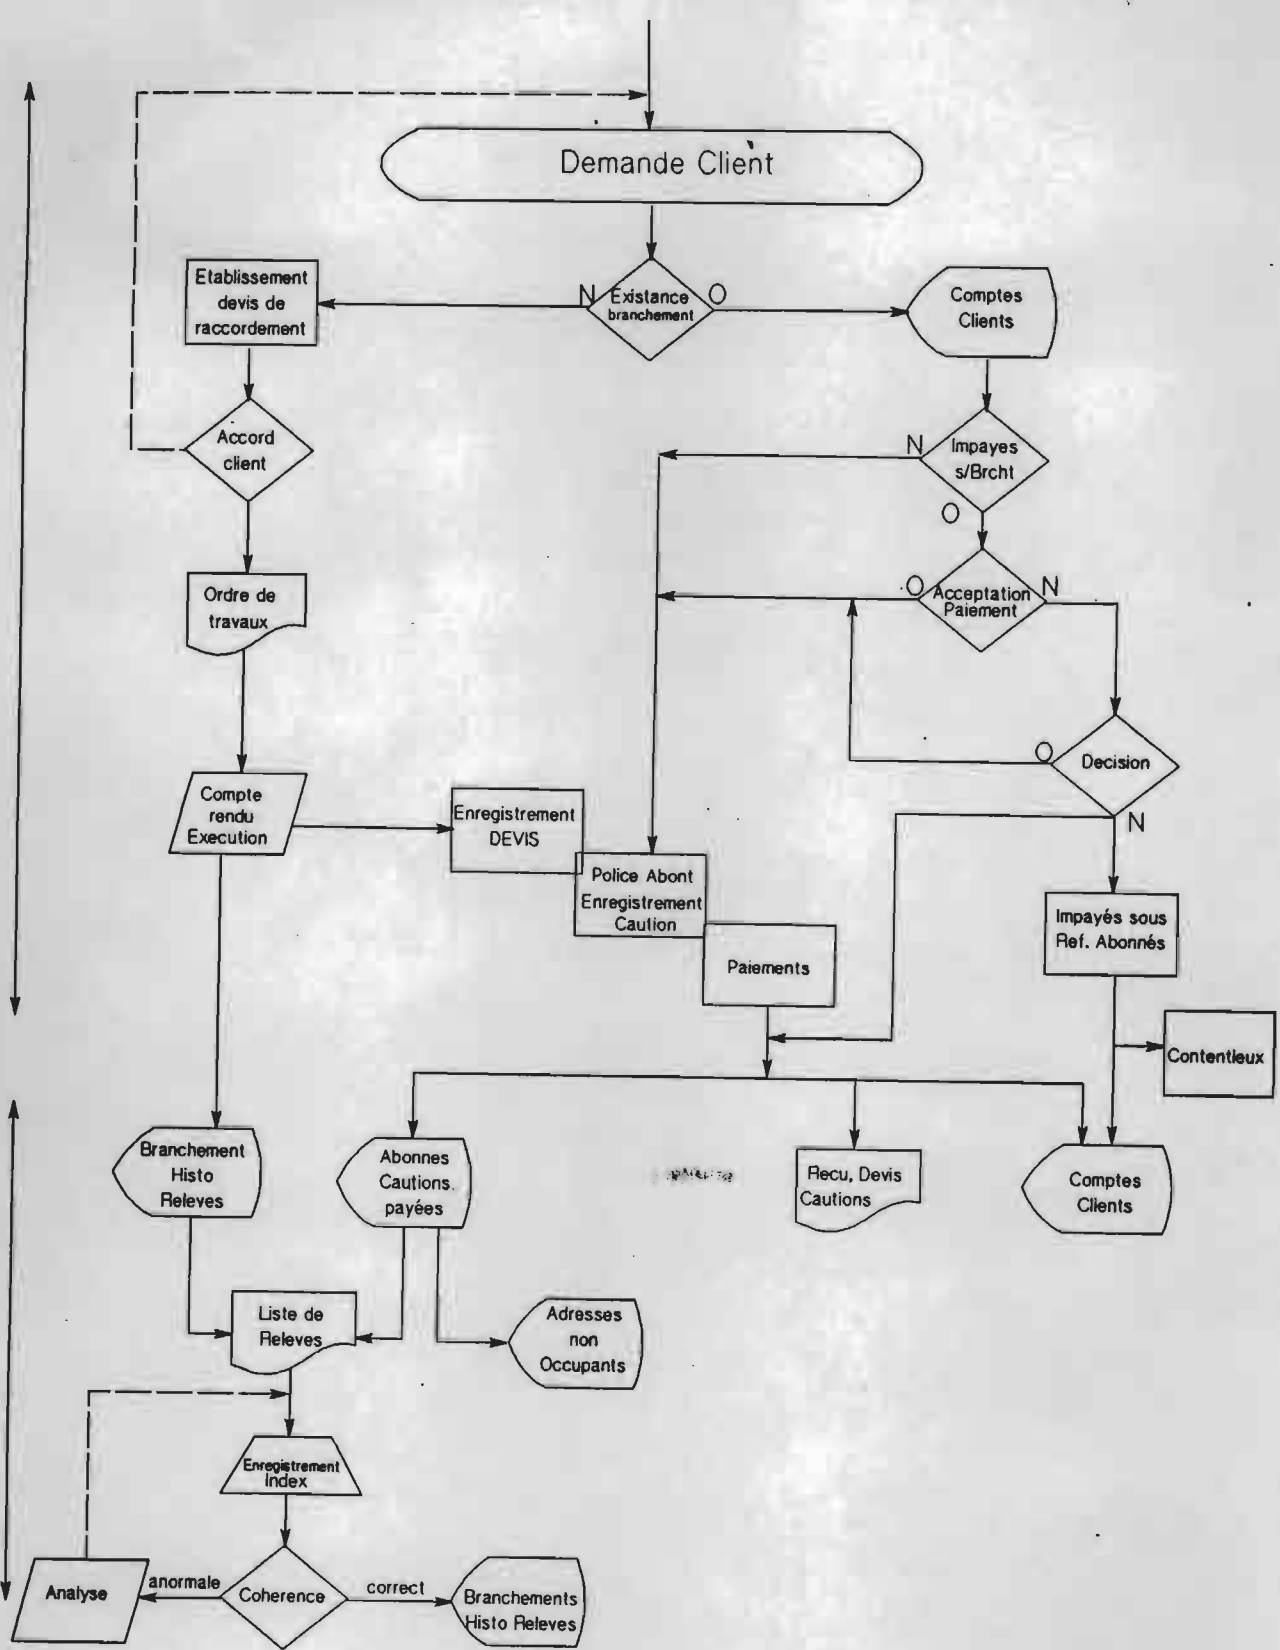 Demande Client
Etablissement
devis de
raccordement
N
Existance
branchement
O
Comptes
Clients
Accord
client
N
Impayes
s/Brcht
O
Ordre de
travaux
O
Acceptation
Paiement
N
O
Decision
N
Compte
rendu
Execution
Enregistrement
DEVIS
Police Abont
Enregistrement
Caution
Paiements
Impayés sous
Ref. Abonnés
Contentieux
Branchement
Histo
Releves
Abonnes
Cautions.
payées
Recu, Devis
Cautions
Comptes
Clients
Liste de
Releves
Adresses
non
Occupants
Enregistrement
Index
Analyse
anormale
Coherence
correct
Branchements
Histo Releves